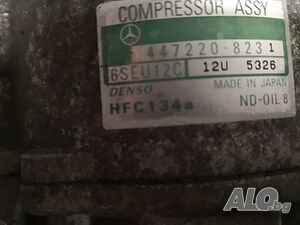 COMPRESSOR ASSY
447220-8231
6SEU12C 12U 5326
DENSO MADE IN JAPAN
HFC134a ND-OIL 8
ALO.bg